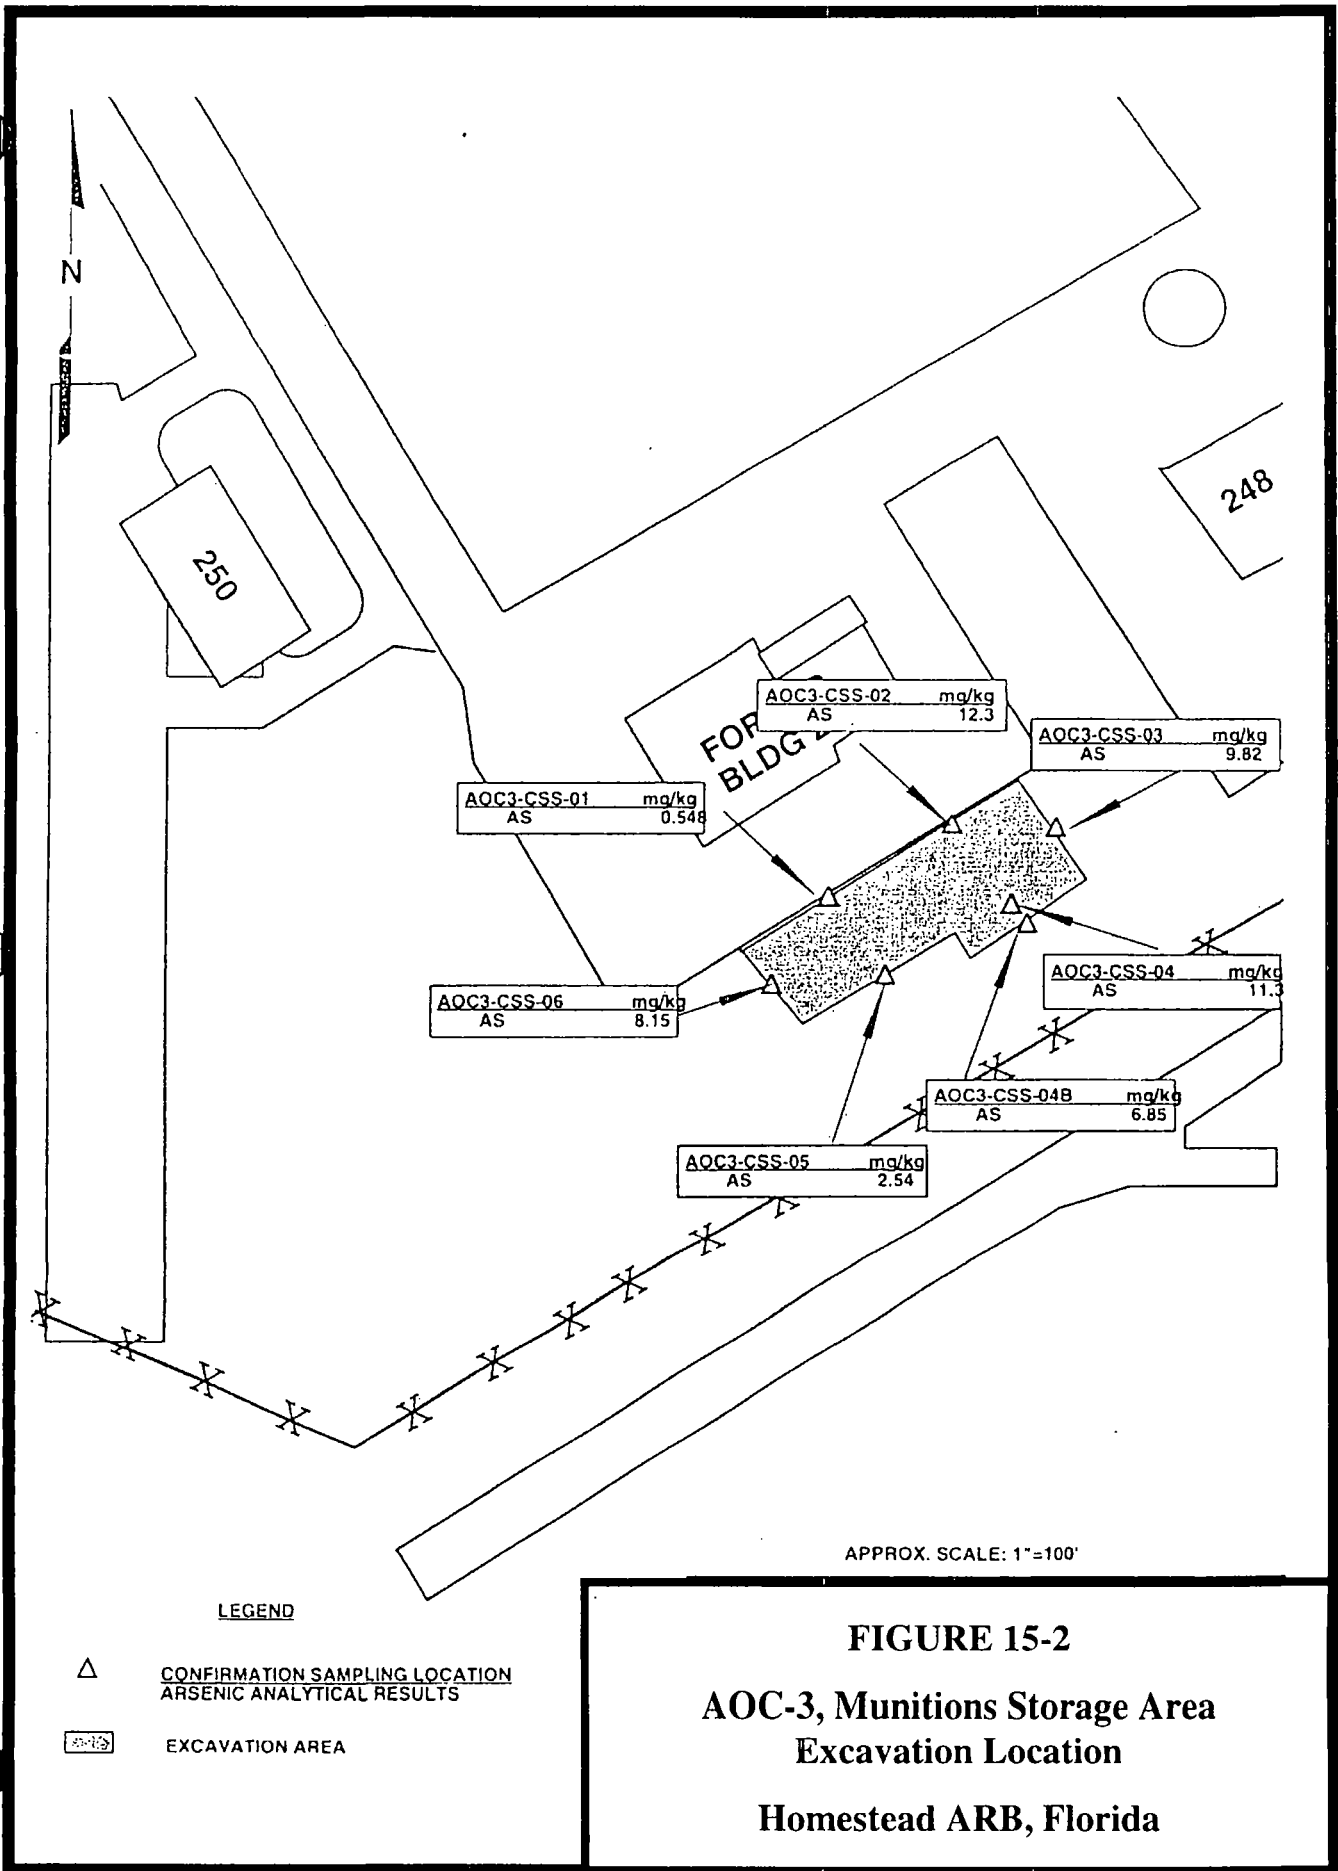 N
250
248
FOR
BLDG 2
AOC3-CSS-02 mg/kg
AS 12.3
AOC3-CSS-03 mg/kg
AS 9.82
AOC3-CSS-01 mg/kg
AS 0.548
AOC3-CSS-04 mg/kg
AS 11.3
AOC3-CSS-06 mg/kg
AS 8.15
AOC3-CSS-04B mg/kg
AS 6.85
AOC3-CSS-05 mg/kg
AS 2.54
APPROX. SCALE: 1"=100'
LEGEND
CONFIRMATION SAMPLING LOCATION
ARSENIC ANALYTICAL RESULTS
EXCAVATION AREA
FIGURE 15-2
AOC-3, Munitions Storage Area
Excavation Location
Homestead ARB, Florida